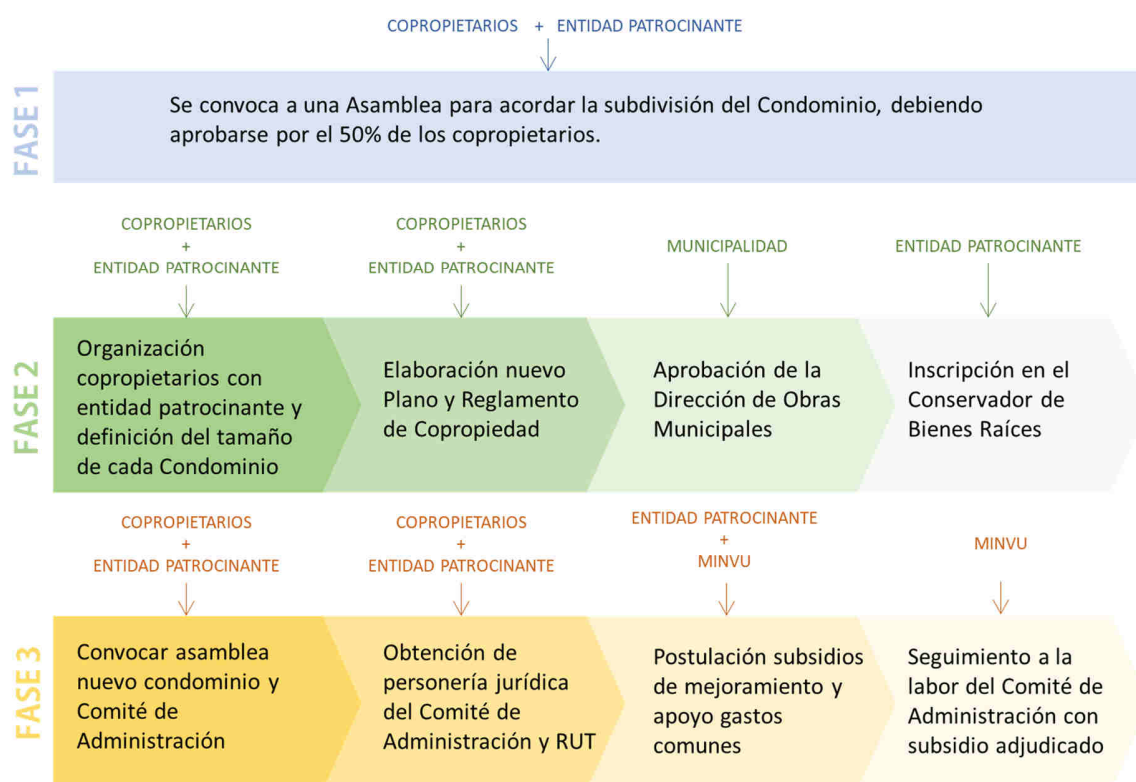 COPROPIETARIOS + ENTIDAD PATROCINANTE
FASE 1
Se convoca a una Asamblea para acordar la subdivisión del Condominio, debiendo
aprobarse por el 50% de los copropietarios.
FASE 2
COPROPIETARIOS
+
ENTIDAD PATROCINANTE
Organización
copropietarios con
entidad patrocinante y
definición del tamaño
de cada Condominio
COPROPIETARIOS
+
ENTIDAD PATROCINANTE
Elaboración nuevo
Plano y Reglamento
de Copropiedad
MUNICIPALIDAD
Aprobación de la
Dirección de Obras
Municipales
ENTIDAD PATROCINANTE
Inscripción en el
Conservador de
Bienes Raíces
FASE 3
COPROPIETARIOS
+
ENTIDAD PATROCINANTE
Convocar asamblea
nuevo condominio y
Comité de
Administración
COPROPIETARIOS
+
ENTIDAD PATROCINANTE
Obtención de
personería jurídica
del Comité de
Administración y RUT
ENTIDAD PATROCINANTE
+
MINVU
Postulación subsidios
de mejoramiento y
apoyo gastos
comunes
MINVU
Seguimiento a la
labor del Comité de
Administración con
subsidio adjudicado